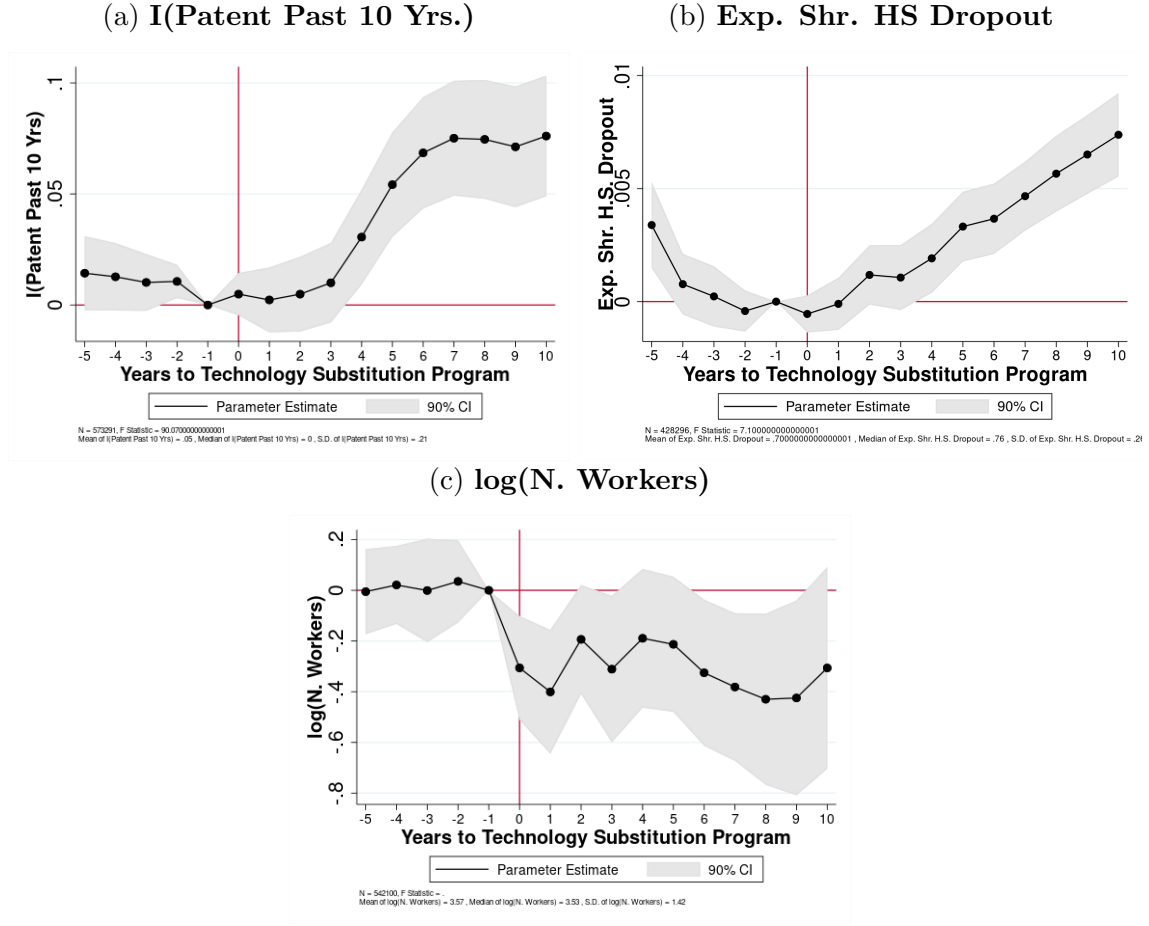 (a) I(Patent Past 10 Yrs.)
I(Patent Past 10 Yrs)
.1
.05
0
-5 -4 -3 -2 -1 0 1 2 3 4 5 6 7 8 9 10
Years to Technology Substitution Program
Parameter Estimate 90% CI
N = 573291, F Statistic = 90.07000000000001
Mean of I(Patent Past 10 Yrs) = .05 , Median of I(Patent Past 10 Yrs) = 0 , S.D. of I(Patent Past 10 Yrs) = .21
(b) Exp. Shr. HS Dropout
Exp. Shr. H.S. Dropout
.01
.005
0
-5 -4 -3 -2 -1 0 1 2 3 4 5 6 7 8 9 10
Years to Technology Substitution Program
Parameter Estimate 90% CI
N = 428296, F Statistic = 7.100000000000001
Mean of Exp. Shr. H.S. Dropout = .7000000000000001 , Median of Exp. Shr. H.S. Dropout = .76 , S.D. of Exp. Shr. H.S. Dropout =
(c) log(N. Workers)
log(N. Workers)
.2
0
-.2
-.4
-.6
-.8
-5 -4 -3 -2 -1 0 1 2 3 4 5 6 7 8 9 10
Years to Technology Substitution Program
Parameter Estimate 90% CI
N = 542100, F Statistic = .
Mean of log(N. Workers) = 3.57 , Median of log(N. Workers) = 3.53 , S.D. of log(N. Workers) = 1.42